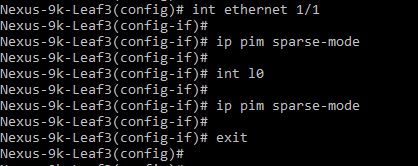 Nexus-9k-Leaf3(config)# int ethernet 1/1
Nexus-9k-Leaf3(config-if)#
Nexus-9k-Leaf3(config-if)# ip pim sparse-mode
Nexus-9k-Leaf3(config-if)#
Nexus-9k-Leaf3(config-if)# int l0
Nexus-9k-Leaf3(config-if)#
Nexus-9k-Leaf3(config-if)# ip pim sparse-mode
Nexus-9k-Leaf3(config-if)#
Nexus-9k-Leaf3(config-if)# exit
Nexus-9k-Leaf3(config)#